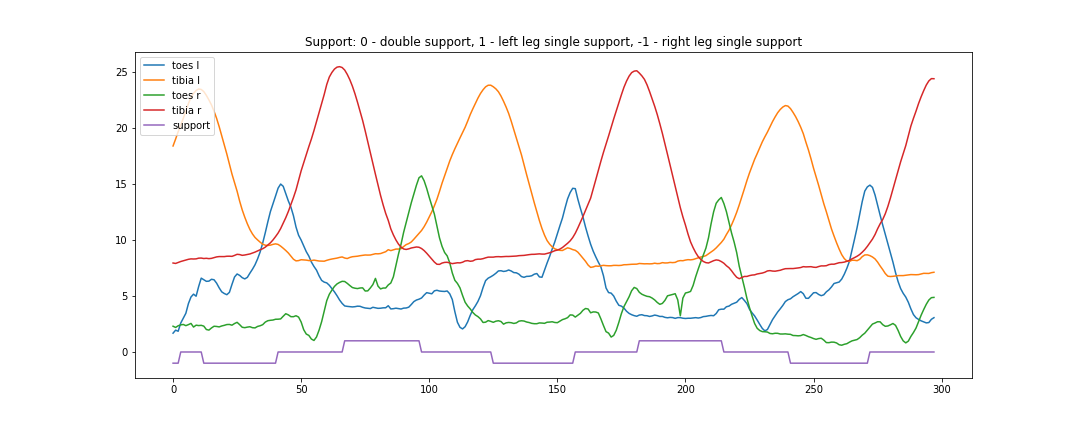 Support: 0 - double support, 1 - left leg single support, -1 - right leg single support
toes l
tibia l
toes r
tibia r
support
25
20
15
10
5
0
0 50 100 150 200 250 300